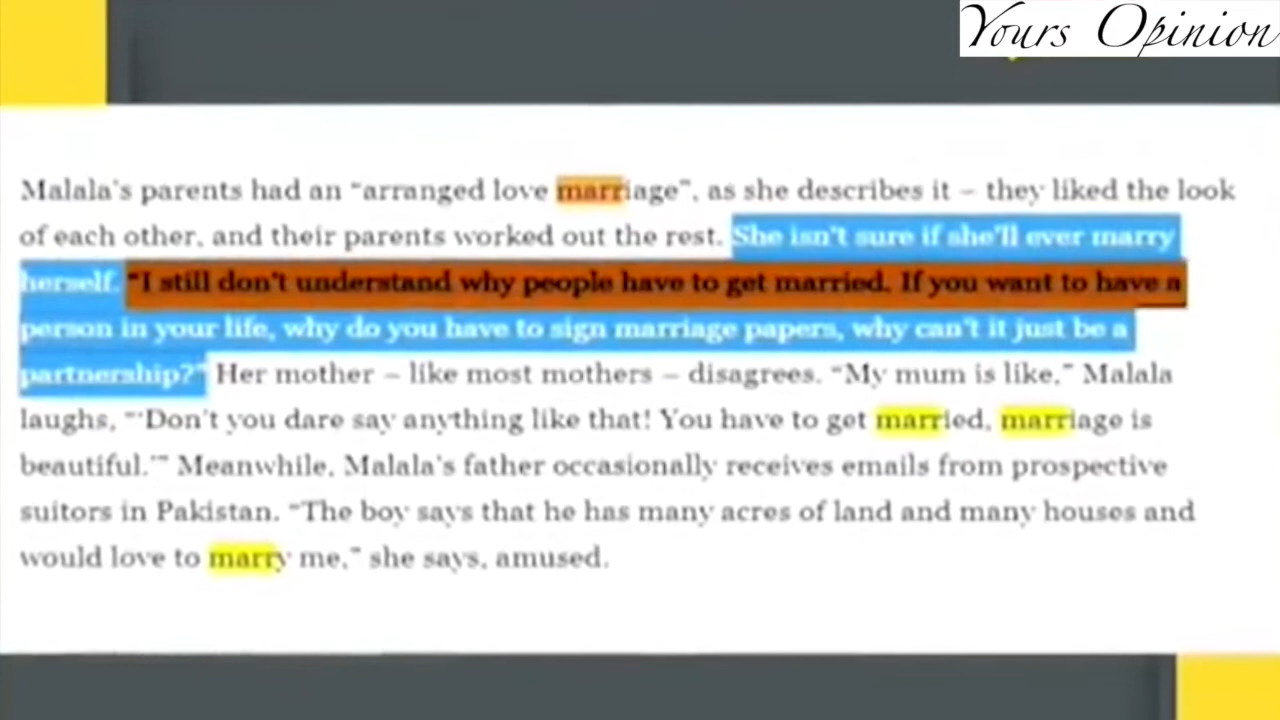 Yours Opinion
Malala's parents had an "arranged love marriage", as she describes it – they liked the look
of each other, and their parents worked out the rest. She isn't sure if she'll ever marry
herself. "I still don't understand why people have to get married. If you want to have a
person in your life, why do you have to sign marriage papers, why can't it just be a
partnership?" Her mother – like most mothers – disagrees. "My mum is like," Malala
laughs, "'Don't you dare say anything like that! You have to get married, marriage is
beautiful.'" Meanwhile, Malala's father occasionally receives emails from prospective
suitors in Pakistan. "The boy says that he has many acres of land and many houses and
would love to marry me," she says, amused.